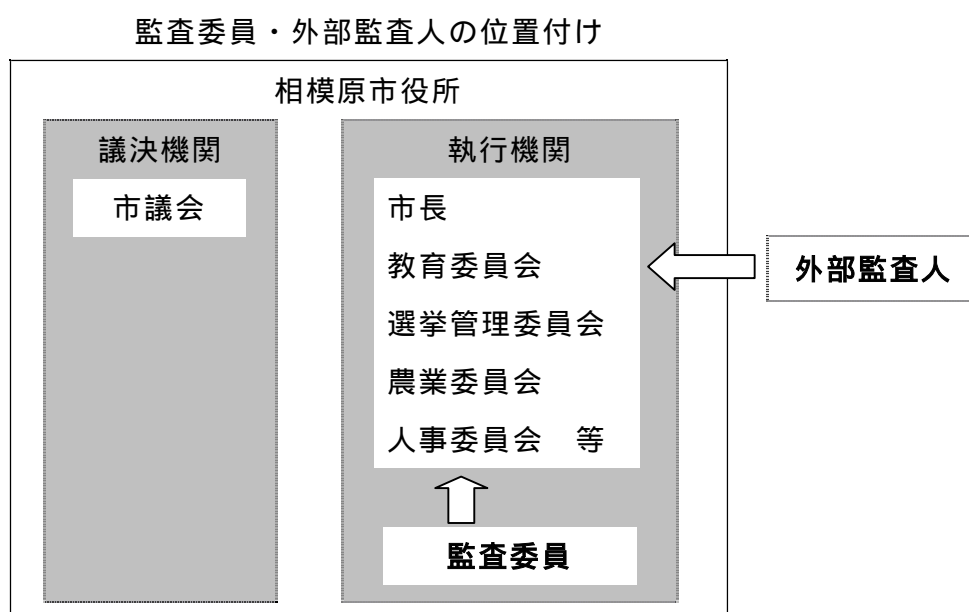 監査委員・外部監査人の位置付け
相模原市役所
議決機関
市議会
執行機関
市長
教育委員会
選挙管理委員会
農業委員会
人事委員会　等
監査委員
外部監査人